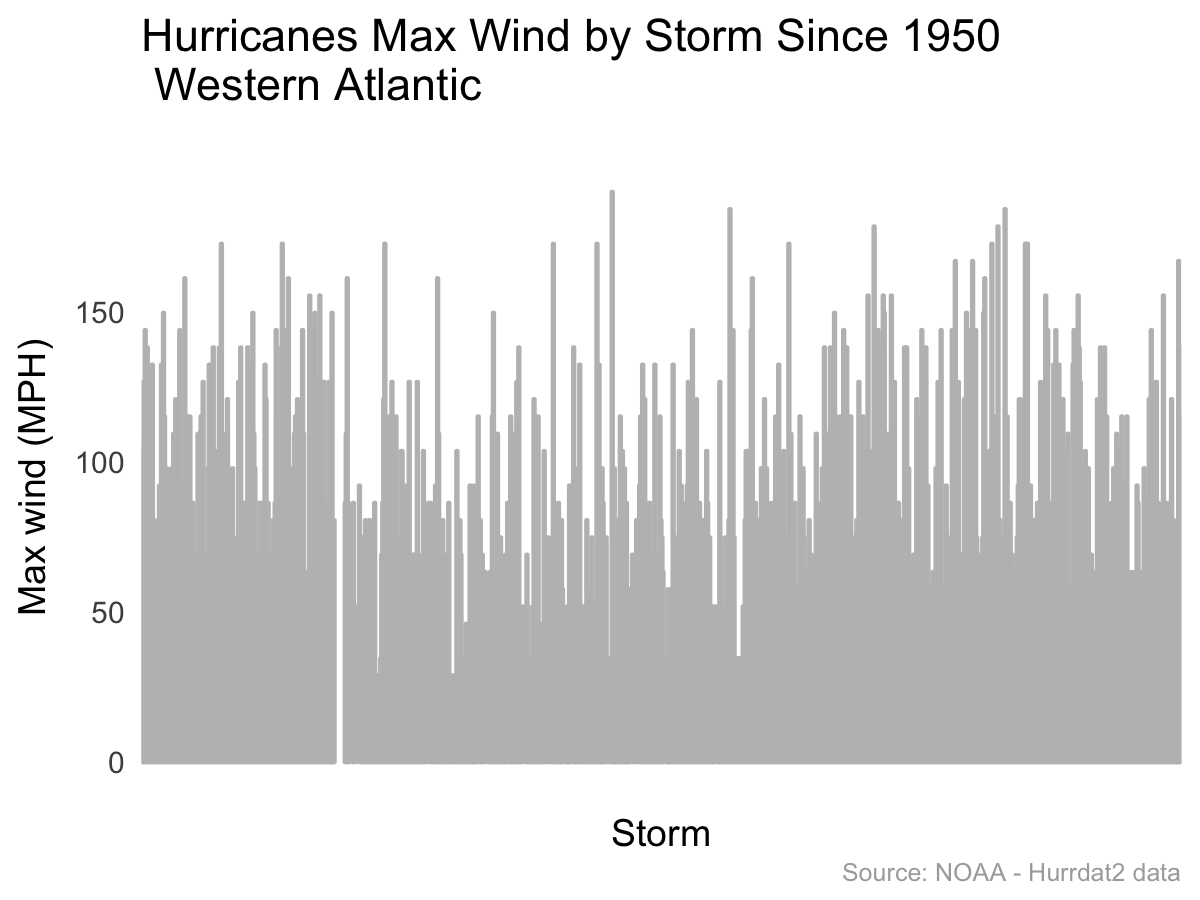 Hurricanes Max Wind by Storm Since 1950
Western Atlantic
Max wind (MPH)
150
100
50
0
Storm
Source: NOAA - Hurrdat2 data